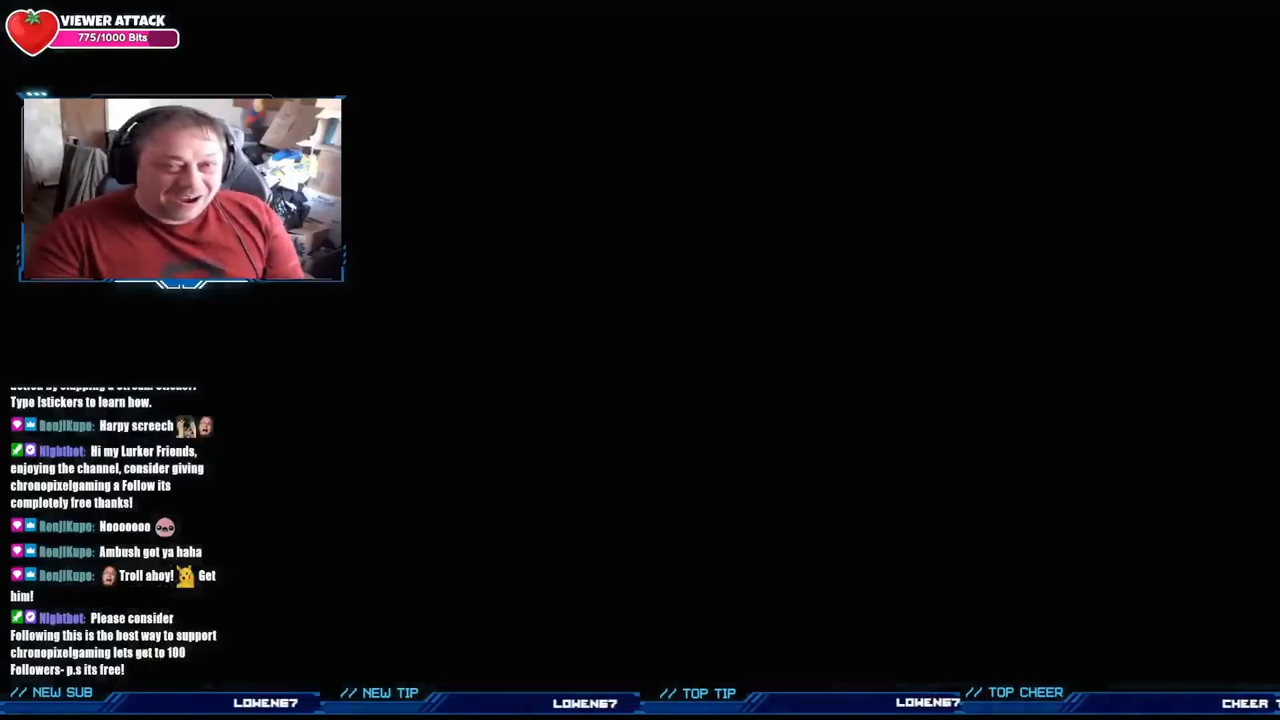 VIEWER ATTACK
775/1000 Bits
Type !stickers to learn how.
RonjiKupo: Harpy screech
Nightbot: Hi my Lurker Friends,
enjoying the channel, consider giving
chronopixelgaming a Follow its
completely free thanks!
RonjiKupo: Nooooooo
RonjiKupo: Ambush got ya haha
RonjiKupo: Troll ahoy! Get
him!
Nightbot: Please consider
Following this is the best way to support
chronopixelgaming lets get to 100
Followers- p.s its free!
// NEW SUB
LOWEN67
// NEW TIP
LOWEN67
// TOP TIP
LOWEN67
// TOP CHEER
CHEER